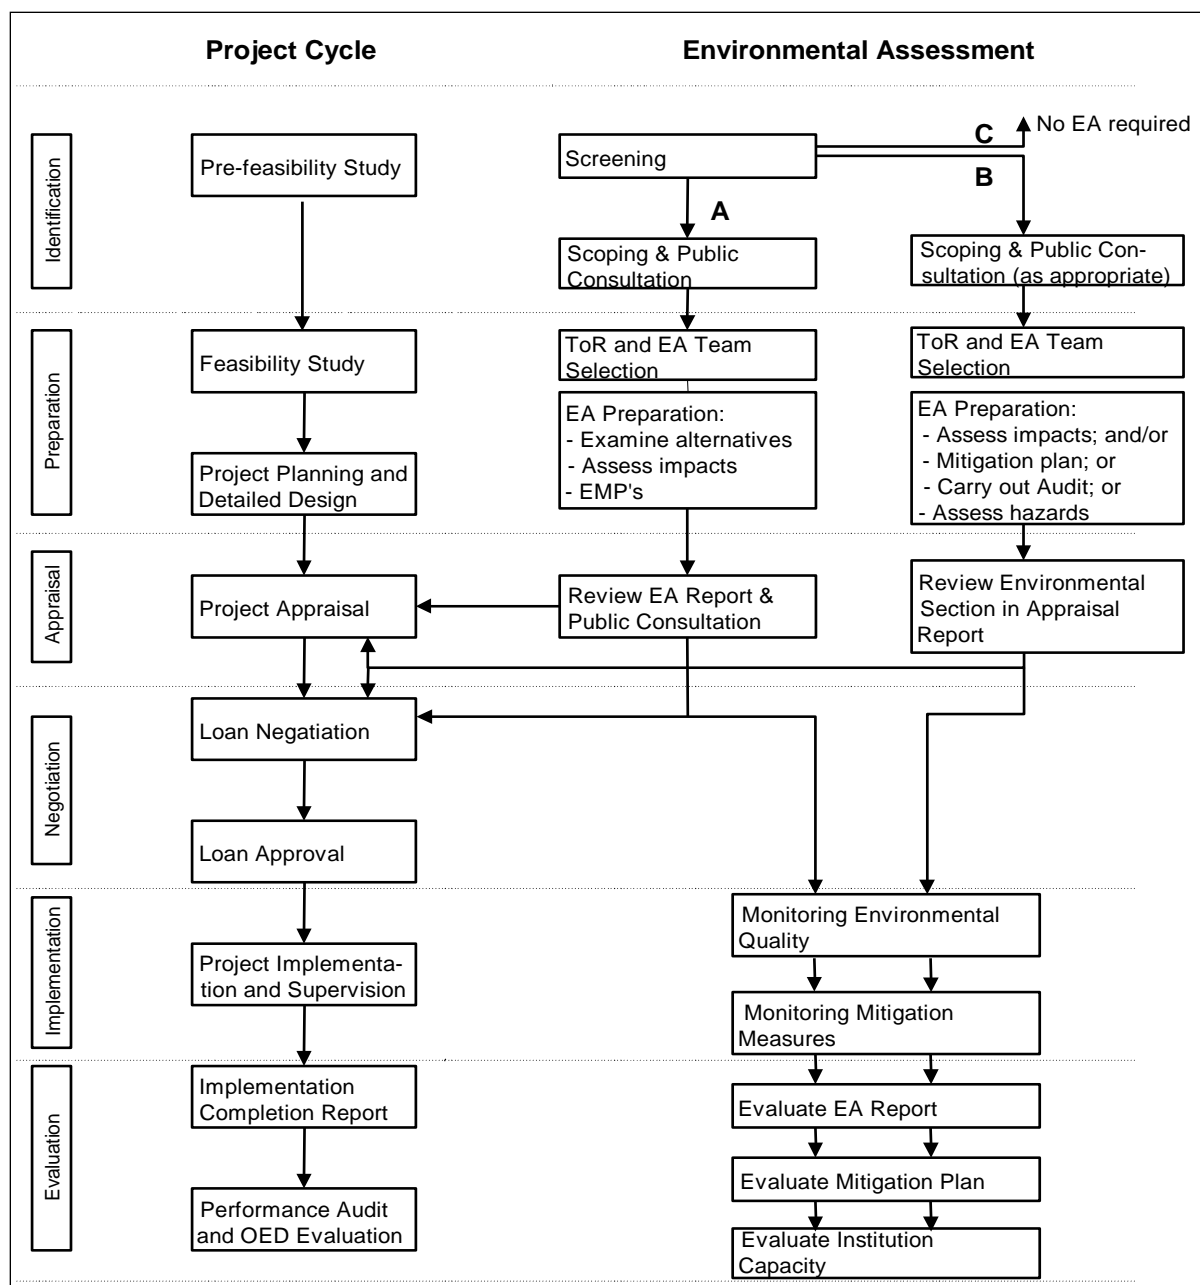 Project Cycle
Environmental Assessment
Identification
Pre-feasibility Study
Screening
C
No EA required
B
A
Scoping & Public
Consultation
Scoping & Public Con-
sultation (as appropriate)
Preparation
Feasibility Study
ToR and EA Team
Selection
ToR and EA Team
Selection
Project Planning and
Detailed Design
EA Preparation:
- Examine alternatives
- Assess impacts
- EMP's
EA Preparation:
- Assess impacts; and/or
- Mitigation plan; or
- Carry out Audit; or
- Assess hazards
Appraisal
Project Appraisal
Review EA Report &
Public Consultation
Review Environmental
Section in Appraisal
Report
Negotiation
Loan Negatiation
Loan Approval
Implementation
Project Implementa-
tion and Supervision
Monitoring Environmental
Quality
Monitoring Mitigation
Measures
Evaluation
Implementation
Completion Report
Performance Audit
and OED Evaluation
Evaluate EA Report
Evaluate Mitigation Plan
Evaluate Institution
Capacity